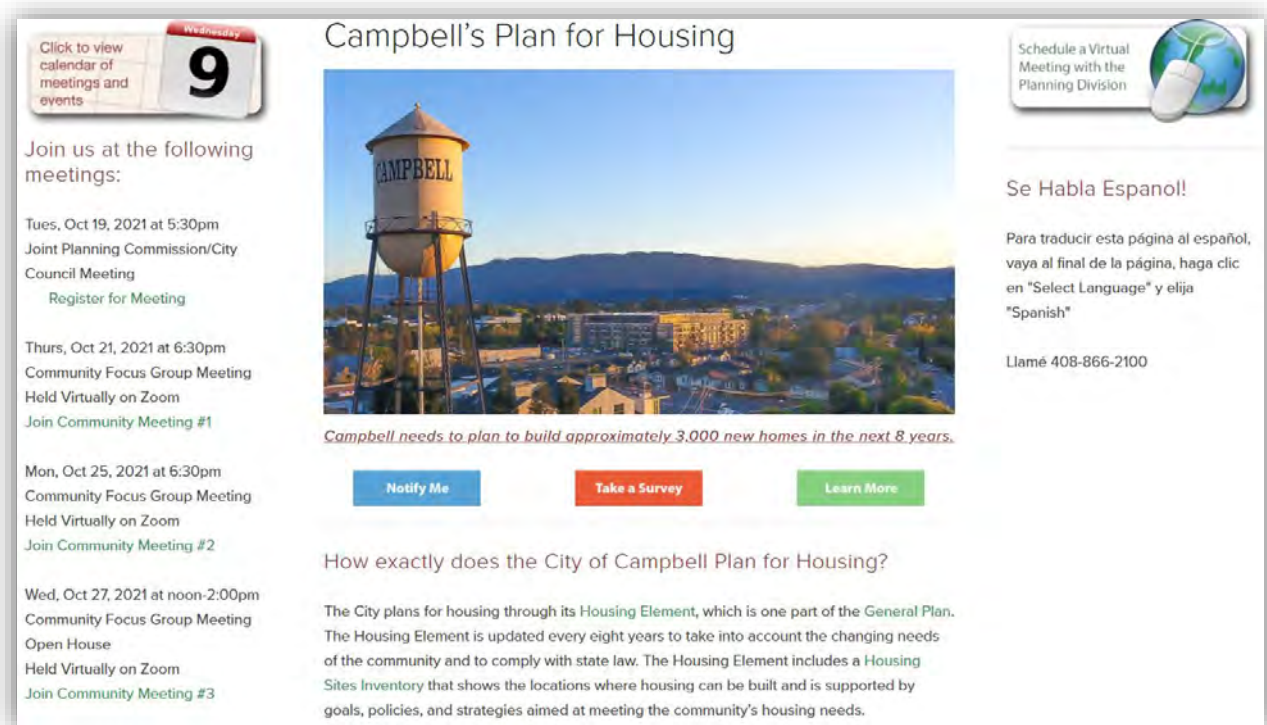 Click to view
calendar of
meetings and
events
Wednesday
9
Join us at the following
meetings:
Tues, Oct 19, 2021 at 5:30pm
Joint Planning Commission/City
Council Meeting
Register for Meeting
Thurs, Oct 21, 2021 at 6:30pm
Community Focus Group Meeting
Held Virtually on Zoom
Join Community Meeting #1
Mon, Oct 25, 2021 at 6:30pm
Community Focus Group Meeting
Held Virtually on Zoom
Join Community Meeting #2
Wed, Oct 27, 2021 at noon-2:00pm
Community Focus Group Meeting
Open House
Held Virtually on Zoom
Join Community Meeting #3
Campbell's Plan for Housing
CAMPBELL
Campbell needs to plan to build approximately 3,000 new homes in the next 8 years.
Notify Me
Take a Survey
Learn More
How exactly does the City of Campbell Plan for Housing?
The City plans for housing through its Housing Element, which is one part of the General Plan.
The Housing Element is updated every eight years to take into account the changing needs
of the community and to comply with state law. The Housing Element includes a Housing
Sites Inventory that shows the locations where housing can be built and is supported by
goals, policies, and strategies aimed at meeting the community's housing needs.
Schedule a Virtual
Meeting with the
Planning Division
Se Habla Espanol!
Para traducir esta página al español,
vaya al final de la página, haga clic
en "Select Language" y elija
"Spanish"
Llamé 408-866-2100